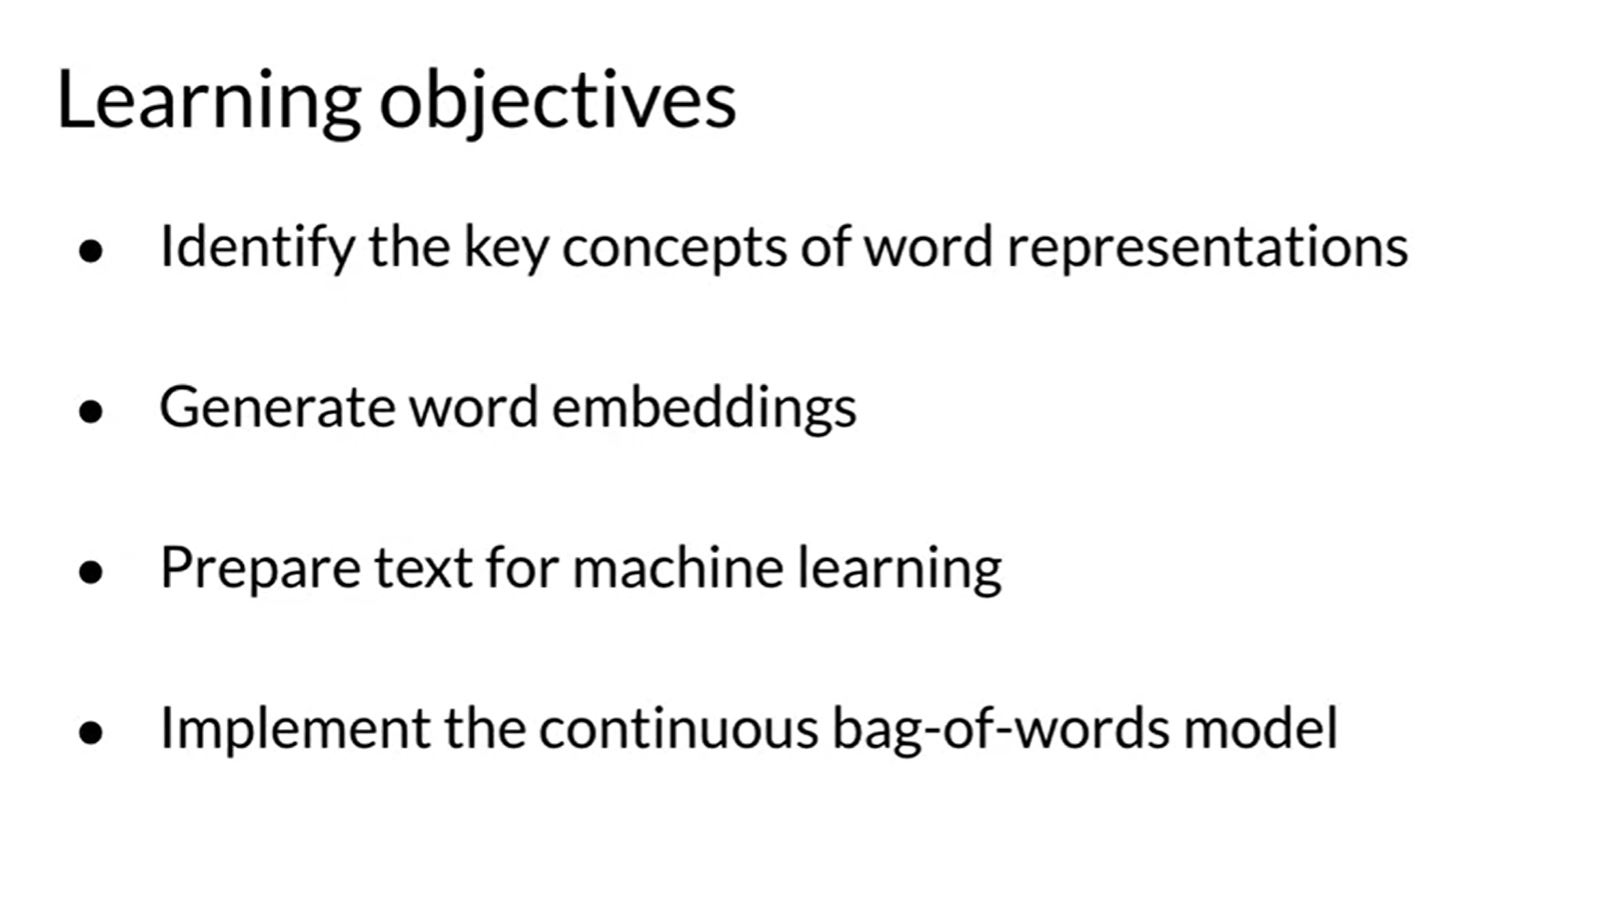 Learning objectives
● Identify the key concepts of word representations
● Generate word embeddings
● Prepare text for machine learning
● Implement the continuous bag-of-words model